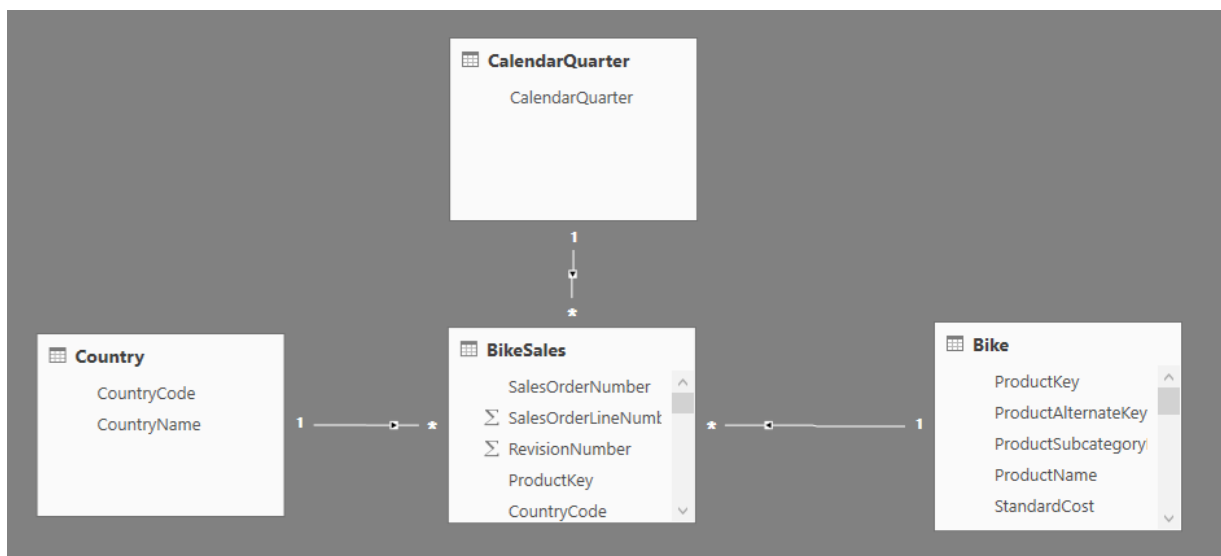 CalendarQuarter
CalendarQuarter
1
*
Country
CountryCode
CountryName
1
*
BikeSales
SalesOrderNumber
Σ SalesOrderLineNumb
Σ RevisionNumber
ProductKey
CountryCode
*
1
Bike
ProductKey
ProductAlternateKey
ProductSubcategory
ProductName
StandardCost